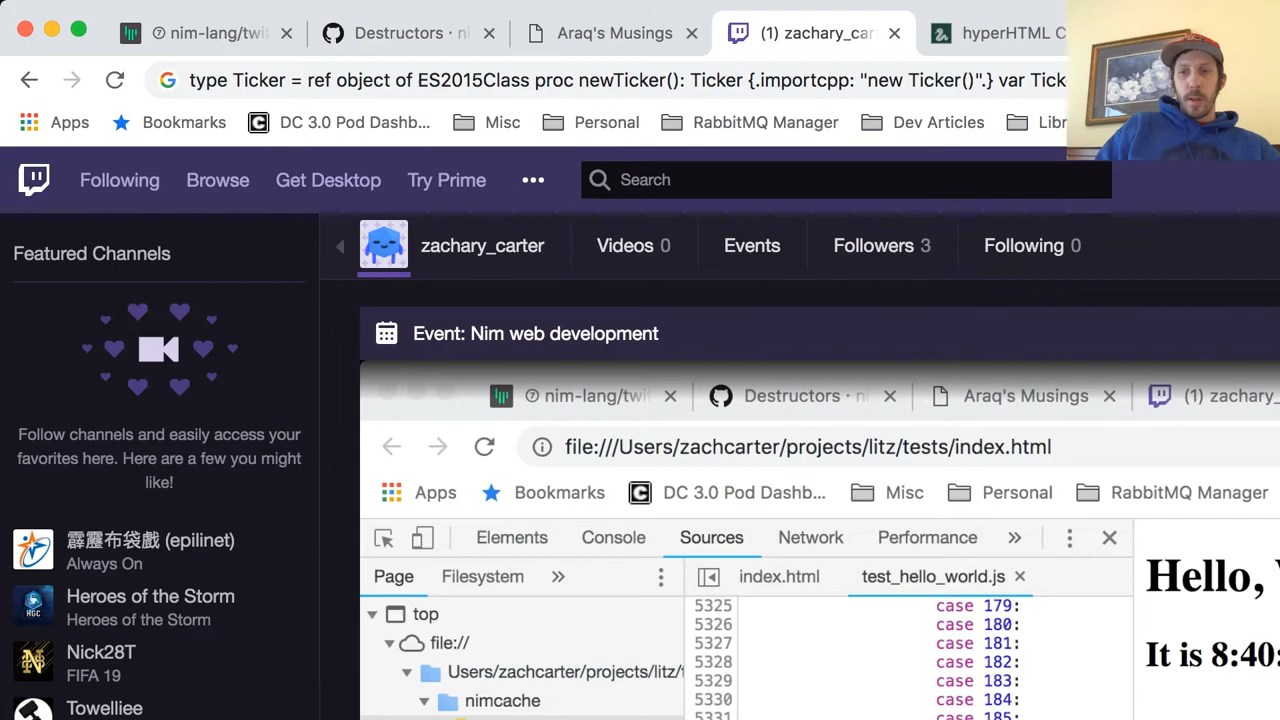 nim-lang/twit
Destructors · ni
Araq's Musings
(1) zachary_car
hyperHTML C
type Ticker = ref object of ES2015Class proc newTicker(): Ticker {.importcpp: "new Ticker()".} var Tick
Apps
Bookmarks
DC 3.0 Pod Dashb...
Misc
Personal
RabbitMQ Manager
Dev Articles
Libr
Following
Browse
Get Desktop
Try Prime
Search
Featured Channels
zachary_carter
Videos 0
Events
Followers 3
Following 0
Event: Nim web development
Follow channels and easily access your
favorites here. Here are a few you might
like!
霹靂布袋戲 (epilinet)
Always On
Heroes of the Storm
Heroes of the Storm
HGC
Nick28T
FIFA 19
Towelliee
nim-lang/twi
Destructors · ni
Araq's Musings
(1) zachary_
file:///Users/zachcarter/projects/litz/tests/index.html
Apps
Bookmarks
DC 3.0 Pod Dashb...
Misc
Personal
RabbitMQ Manager
Elements
Console
Sources
Network
Performance
Page
Filesystem
index.html
test_hello_world.js
top
file://
Users/zachcarter/projects/litz/t
nimcache
5325 case 179:
5326 case 180:
5327 case 181:
5328 case 182:
5329 case 183:
5330 case 184:
5331 case 185:
Hello,
It is 8:40: